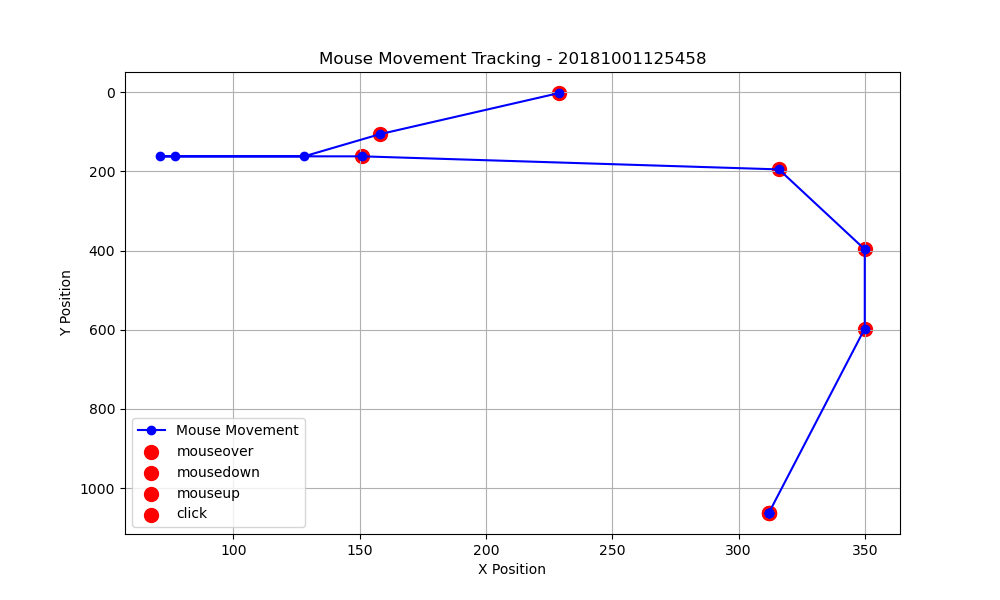 Mouse Movement Tracking - 20181001125458
0
200
400
600
800
1000
Y Position
Mouse Movement
mouseover
mousedown
mouseup
click
100 150 200 250 300 350
X Position